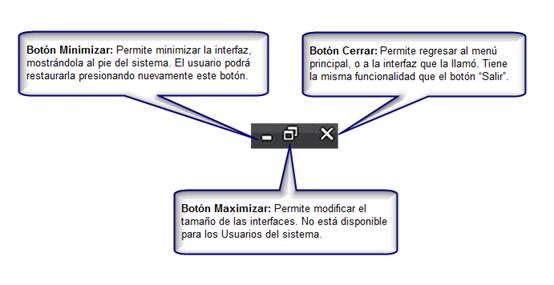 Botón Minimizar: Permite minimizar la interfaz,
mostrándola al pie del sistema. El usuario podrá
restaurarla presionando nuevamente este botón.
Botón Cerrar: Permite regresar al menú
principal, o a la interfaz que la llamó. Tiene
la misma funcionalidad que el botón “Salir”.
Botón Maximizar: Permite modificar el
tamaño de las interfaces. No está disponible
para los Usuarios del sistema.